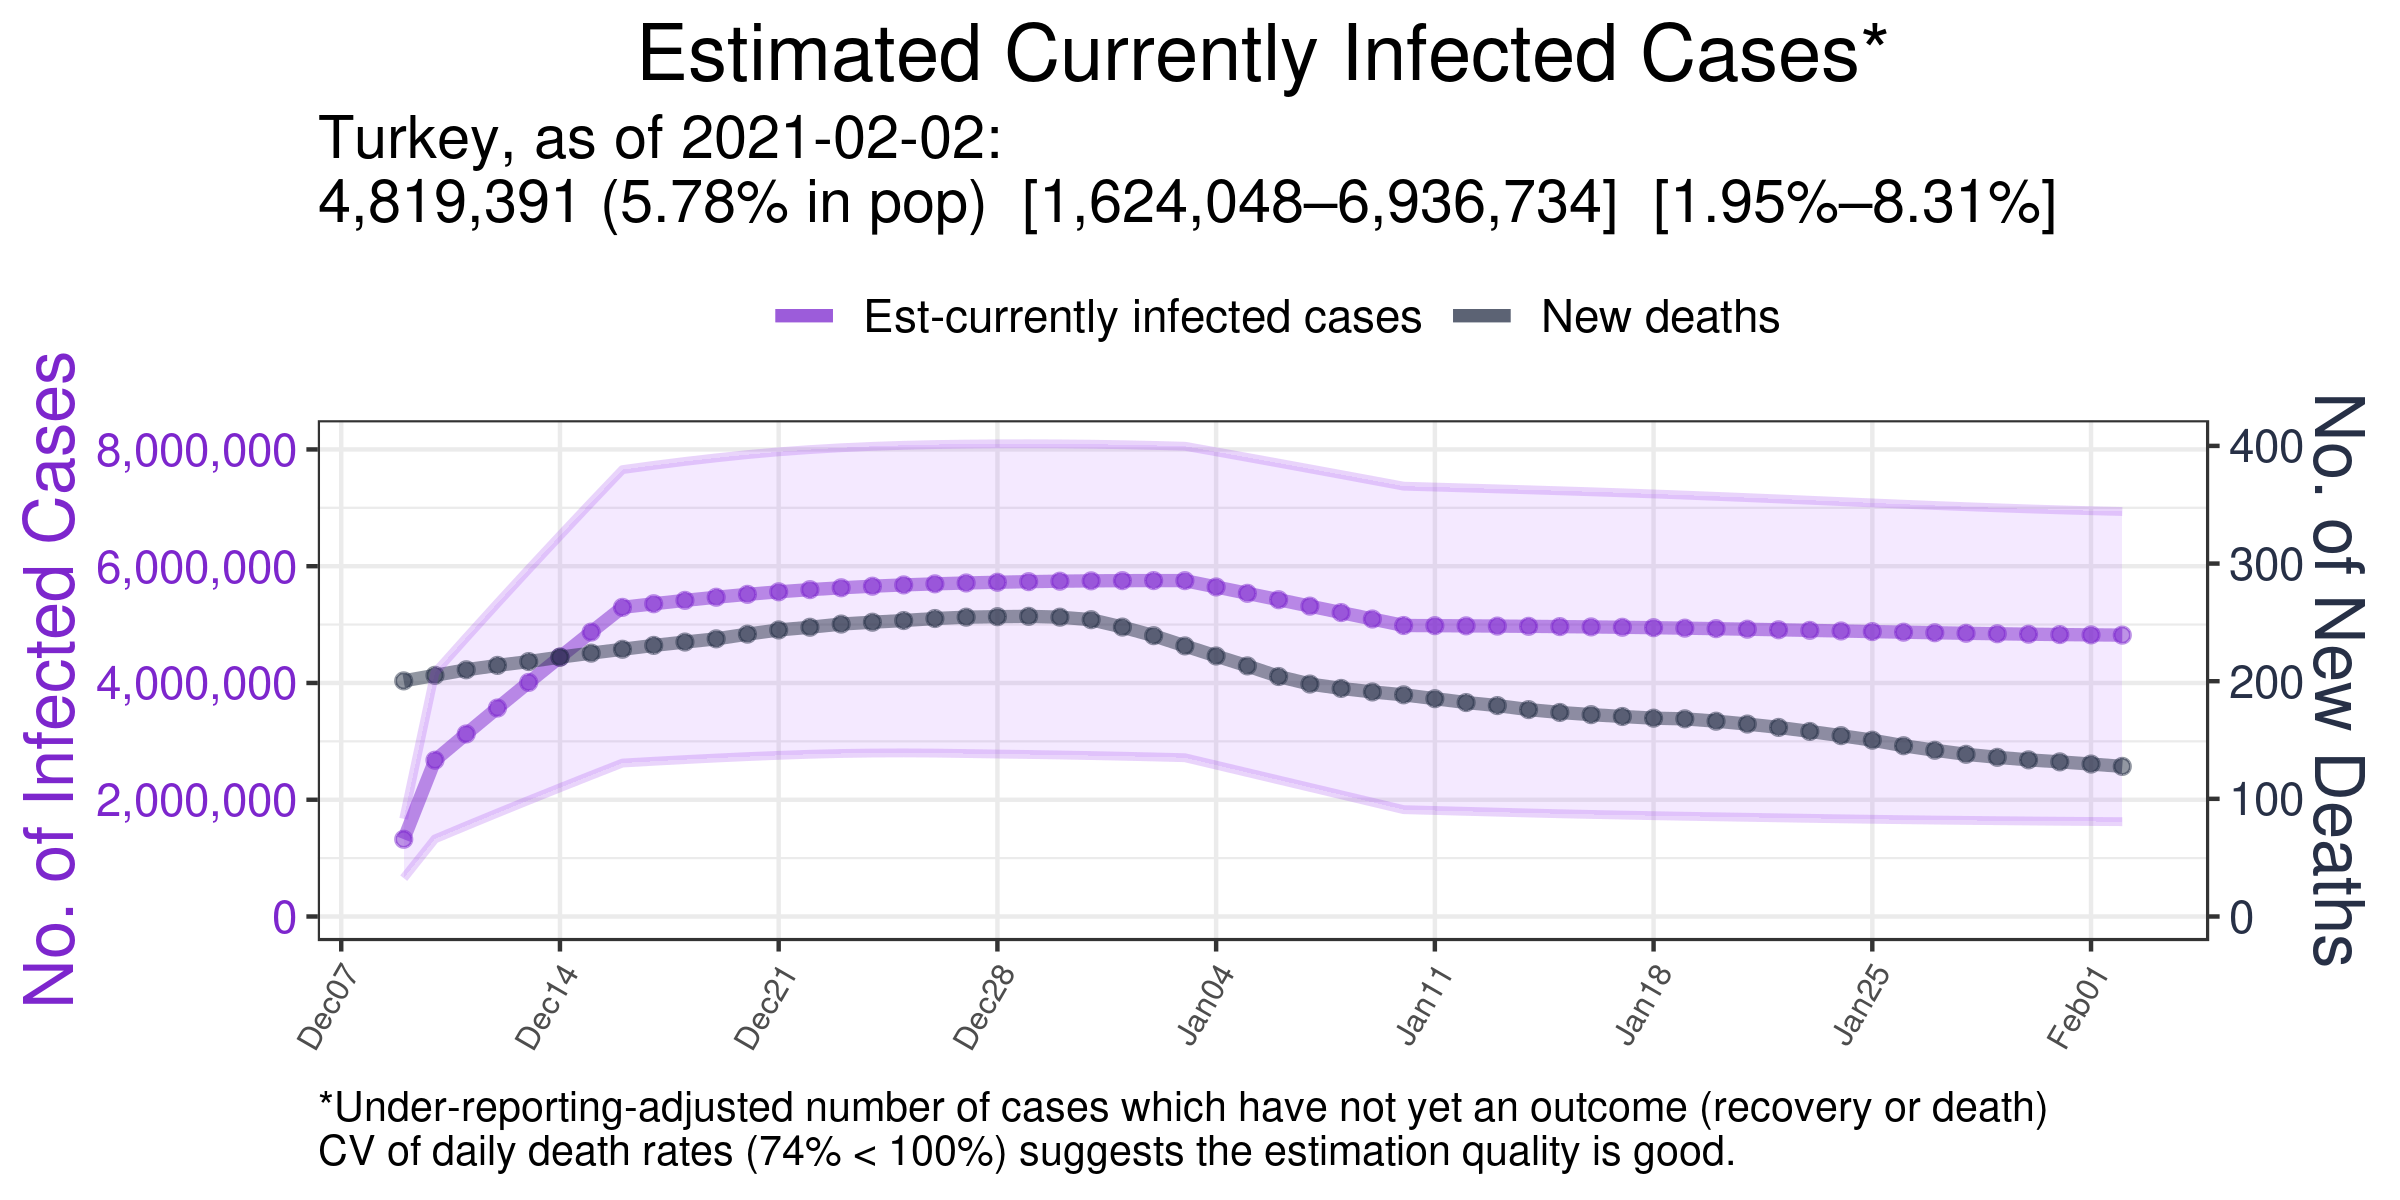 Estimated Currently Infected Cases*
Turkey, as of 2021-02-02:
4,819,391 (5.78% in pop) [1,624,048–6,936,734] [1.95%–8.31%]
Est-currently infected cases
New deaths
No. of Infected Cases
8,000,000
6,000,000
4,000,000
2,000,000
0
400
300
200
100
0
No. of New Deaths
Dec07
Dec14
Dec21
Dec28
Jan04
Jan11
Jan18
Jan25
Feb01
*Under-reporting-adjusted number of cases which have not yet an outcome (recovery or death)
CV of daily death rates (74% < 100%) suggests the estimation quality is good.